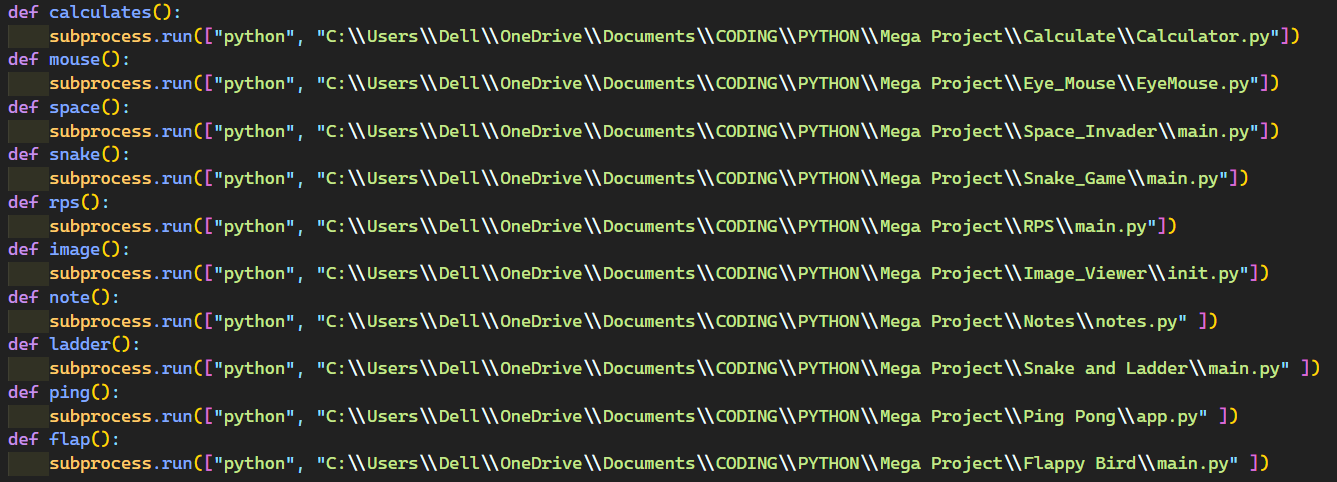 def calculates():
    subprocess.run(["python", "C:\\Users\\Dell\\OneDrive\\Documents\\CODING\\PYTHON\\Mega Project\\Calculate\\Calculator.py"])
def mouse():
    subprocess.run(["python", "C:\\Users\\Dell\\OneDrive\\Documents\\CODING\\PYTHON\\Mega Project\\Eye_Mouse\\EyeMouse.py"])
def space():
    subprocess.run(["python", "C:\\Users\\Dell\\OneDrive\\Documents\\CODING\\PYTHON\\Mega Project\\Space_Invader\\main.py"])
def snake():
    subprocess.run(["python", "C:\\Users\\Dell\\OneDrive\\Documents\\CODING\\PYTHON\\Mega Project\\Snake_Game\\main.py"])
def rps():
    subprocess.run(["python", "C:\\Users\\Dell\\OneDrive\\Documents\\CODING\\PYTHON\\Mega Project\\RPS\\main.py"])
def image():
    subprocess.run(["python", "C:\\Users\\Dell\\OneDrive\\Documents\\CODING\\PYTHON\\Mega Project\\Image_Viewer\\init.py"])
def note():
    subprocess.run(["python", "C:\\Users\\Dell\\OneDrive\\Documents\\CODING\\PYTHON\\Mega Project\\Notes\\notes.py" ])
def ladder():
    subprocess.run(["python", "C:\\Users\\Dell\\OneDrive\\Documents\\CODING\\PYTHON\\Mega Project\\Snake and Ladder\\main.py" ])
def ping():
    subprocess.run(["python", "C:\\Users\\Dell\\OneDrive\\Documents\\CODING\\PYTHON\\Mega Project\\Ping Pong\\app.py" ])
def flap():
    subprocess.run(["python", "C:\\Users\\Dell\\OneDrive\\Documents\\CODING\\PYTHON\\Mega Project\\Flappy Bird\\main.py" ])